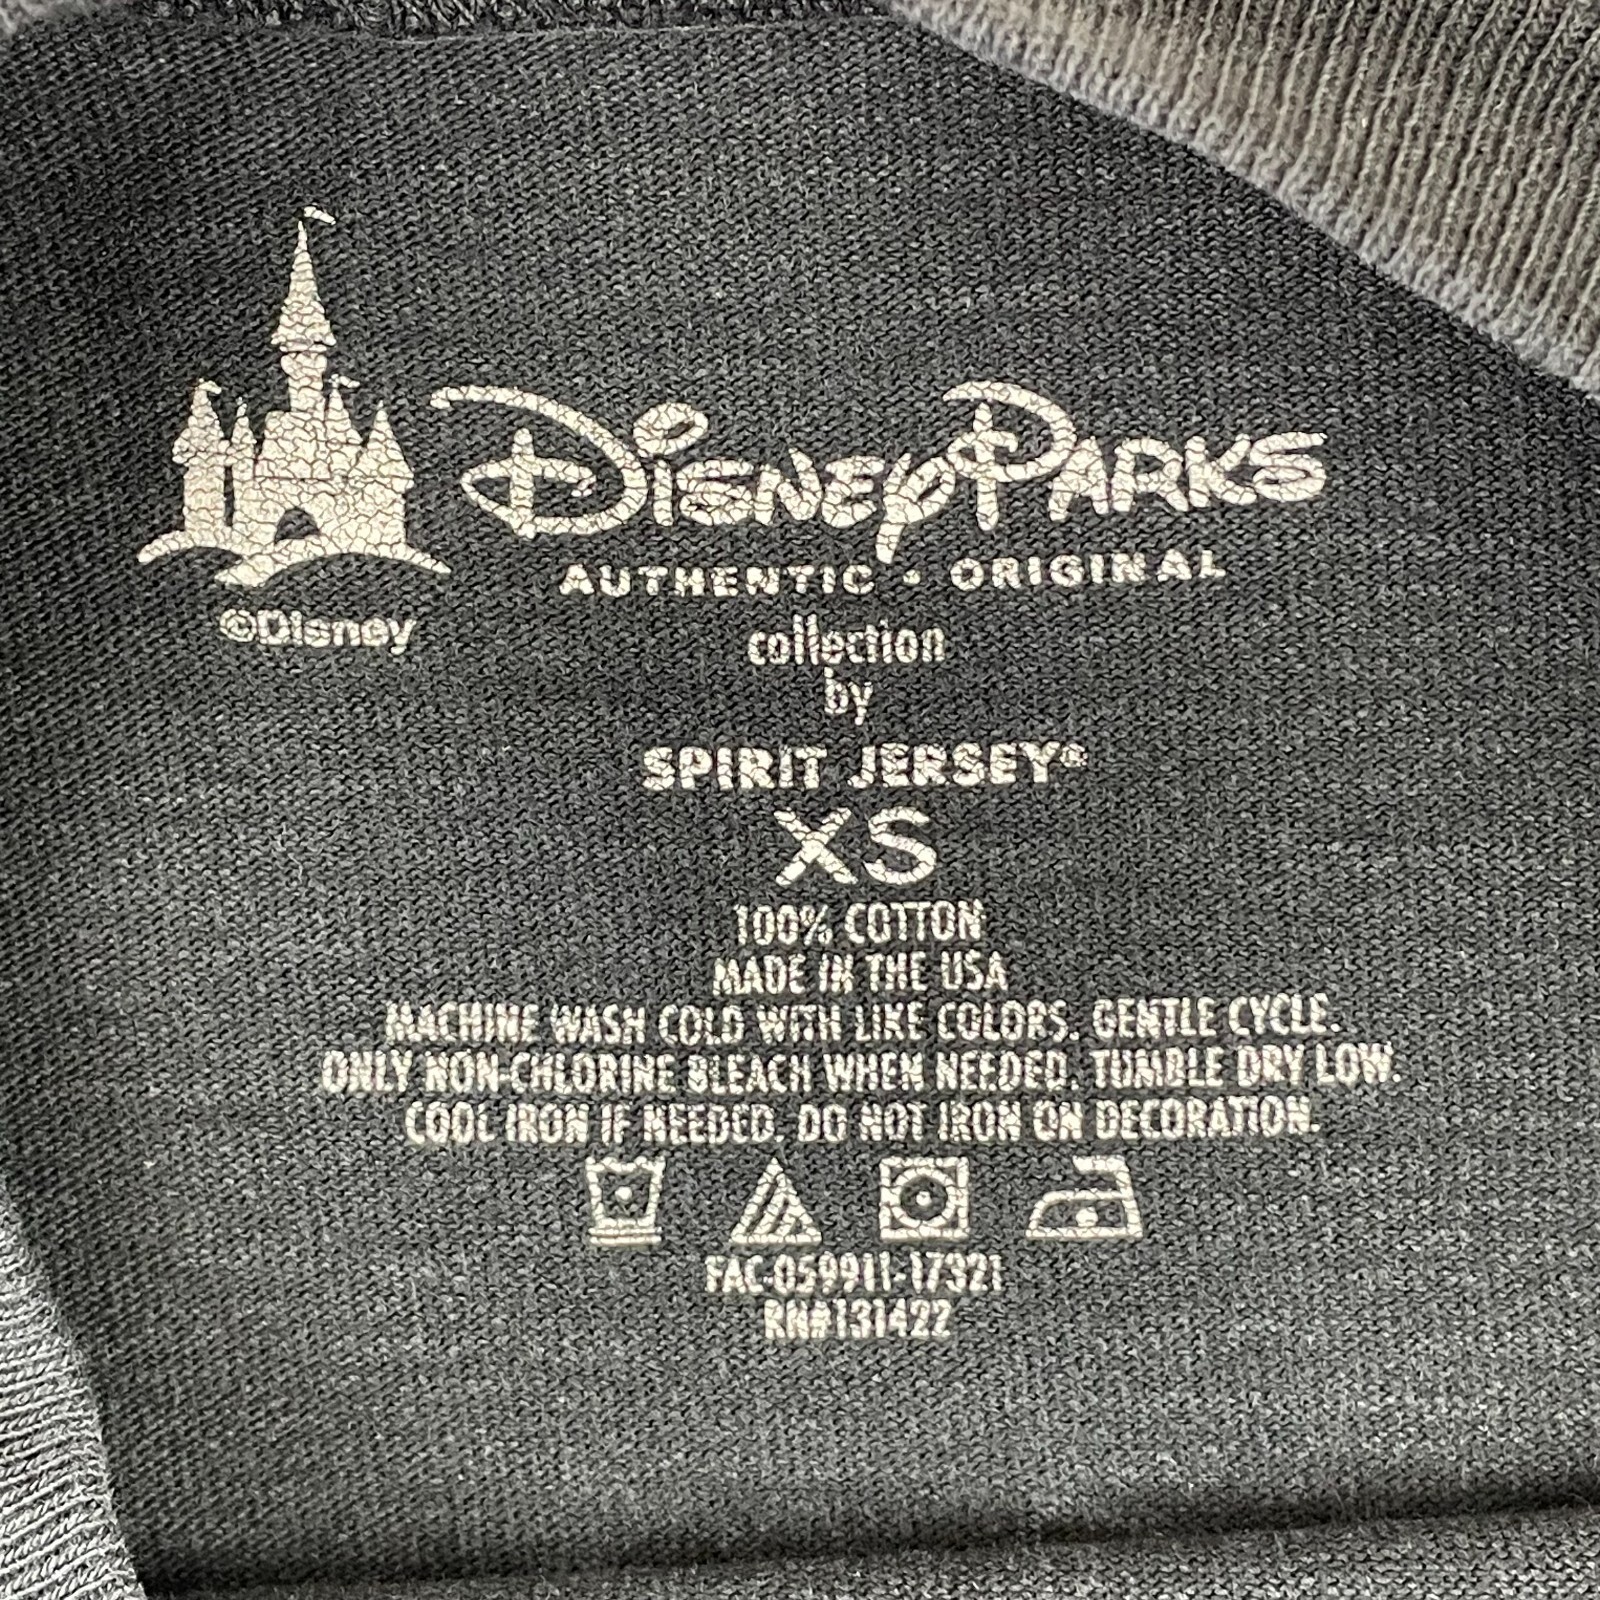 Disney Parks
AUTHENTIC • ORIGINAL
©Disney
collection
by
SPIRIT JERSEY®
XS
100% COTTON
MADE IN THE USA
MACHINE WASH COLD WITH LIKE COLORS. GENTLE CYCLE.
ONLY NON-CHLORINE BLEACH WHEN NEEDED. TUMBLE DRY LOW.
COOL IRON IF NEEDED. DO NOT IRON ON DECORATION.
FAC-059911-17321
RN#131422